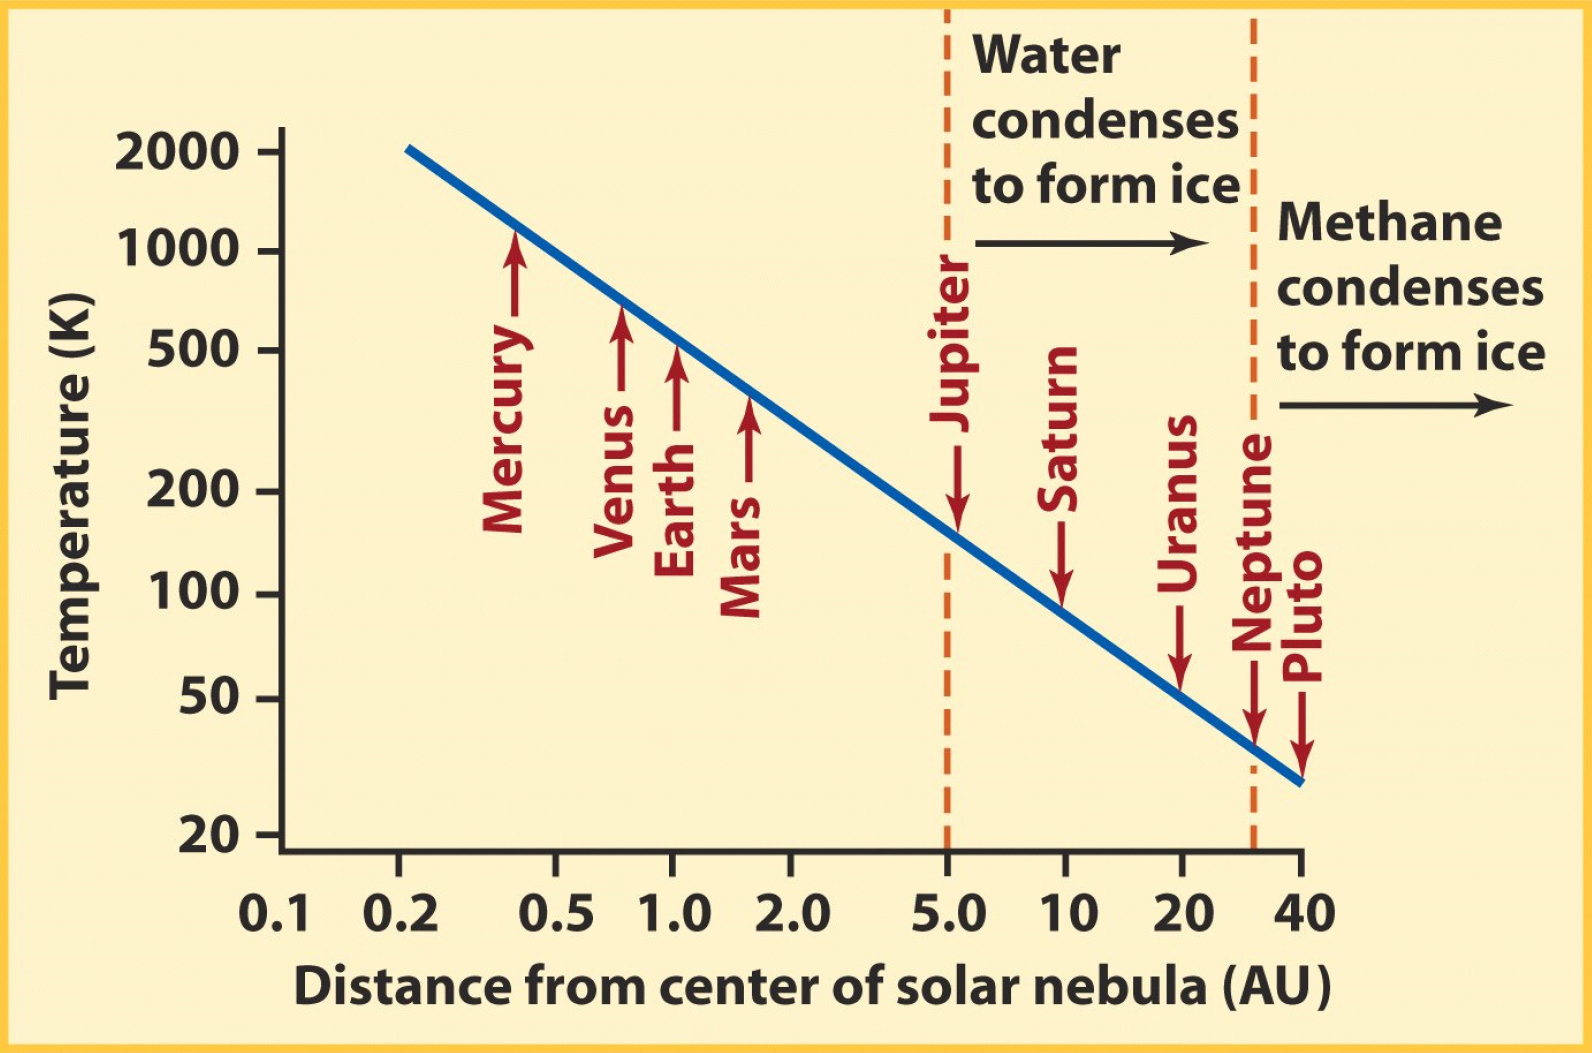 Water
condenses
to form ice
Methane
condenses
to form ice
Temperature (K)
2000
1000
500
200
100
50
20
Mercury
Venus
Earth
Mars
Jupiter
Saturn
Uranus
Neptune
Pluto
0.1 0.2 0.5 1.0 2.0 5.0 10 20 40
Distance from center of solar nebula (AU)